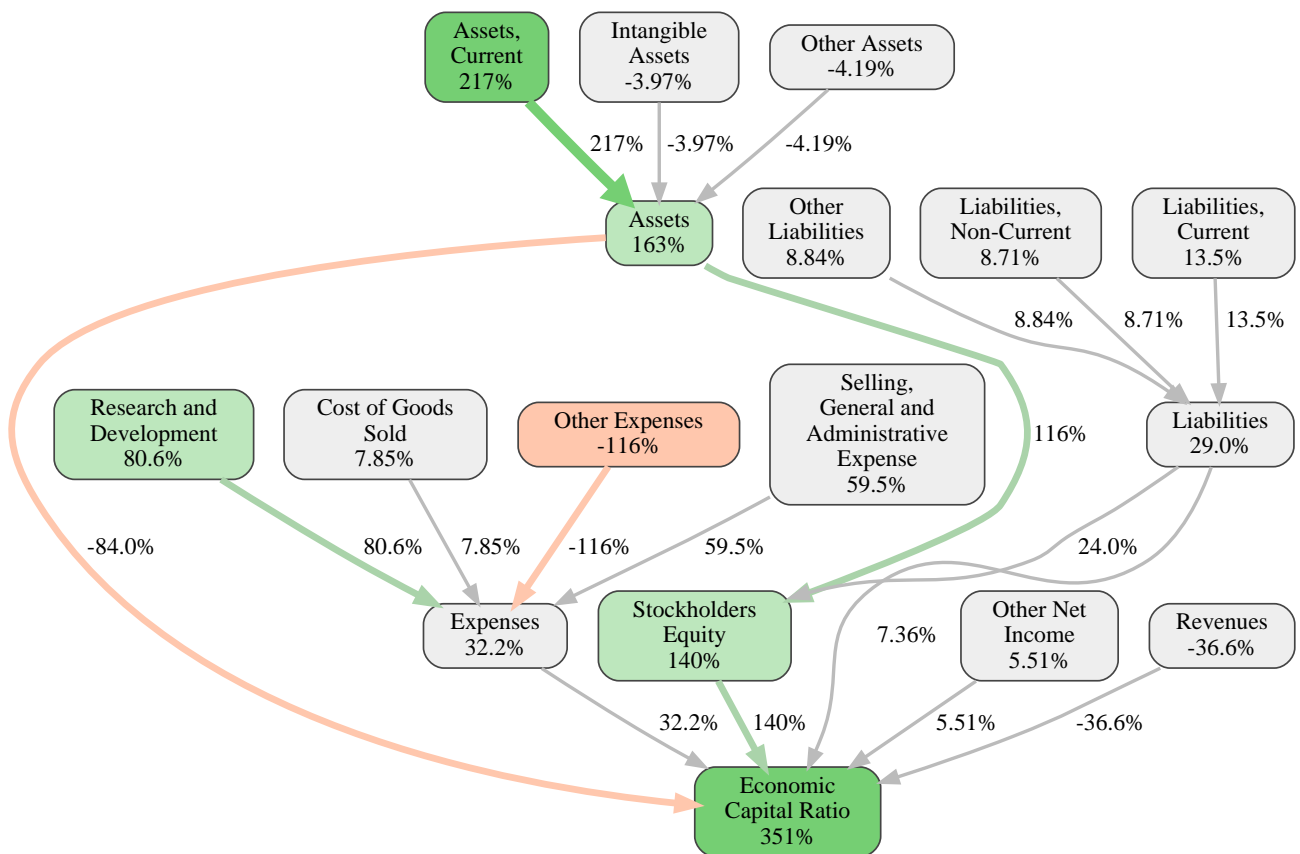 Assets,
Current
217%
Intangible
Assets
-3.97%
Other Assets
-4.19%
217%
-3.97%
-4.19%
Assets
163%
Other
Liabilities
8.84%
Liabilities,
Non-Current
8.71%
Liabilities,
Current
13.5%
8.84%
8.71%
13.5%
Research and
Development
80.6%
Cost of Goods
Sold
7.85%
Other Expenses
-116%
Selling,
General and
Administrative
Expense
59.5%
116%
Liabilities
29.0%
-84.0%
80.6%
7.85%
-116%
59.5%
24.0%
Expenses
32.2%
Stockholders
Equity
140%
7.36%
Other Net
Income
5.51%
Revenues
-36.6%
32.2%
140%
5.51%
-36.6%
Economic
Capital Ratio
351%